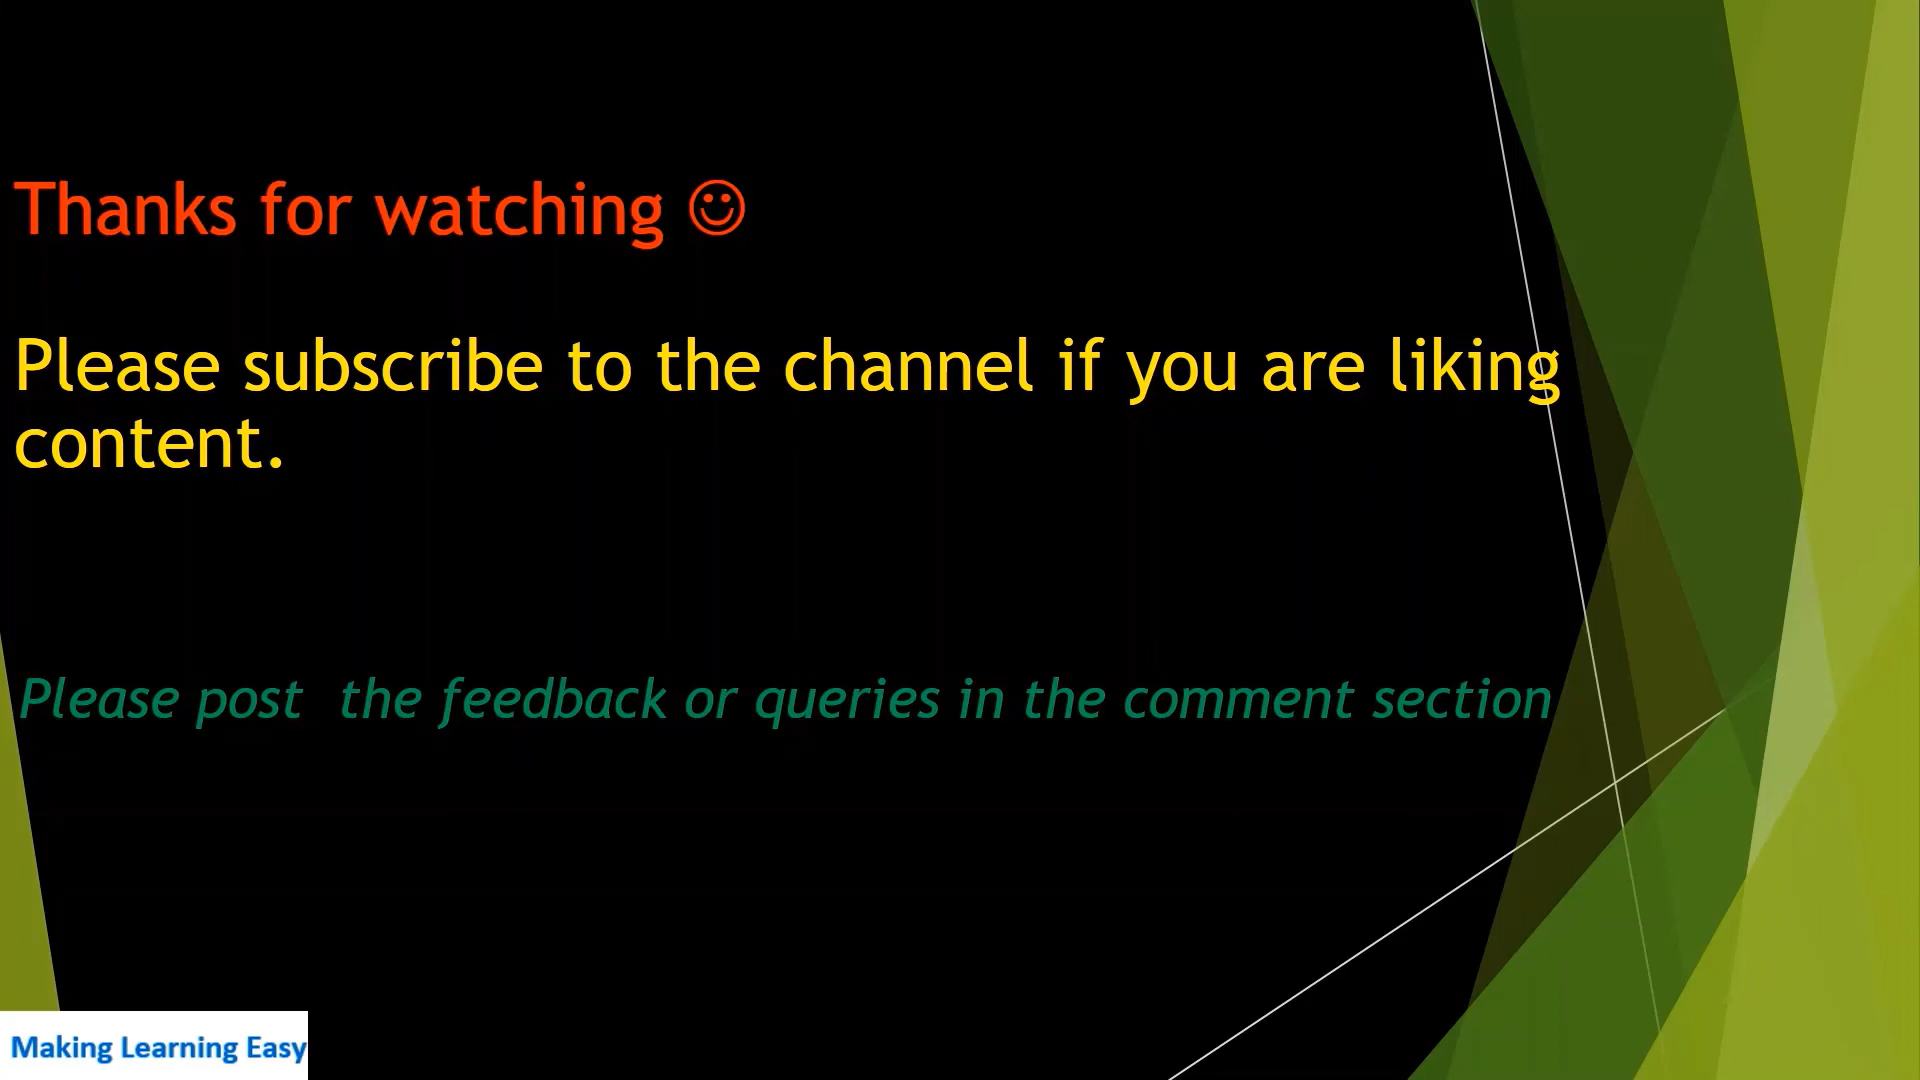 Thanks for watching ☺
Please subscribe to the channel if you are liking
content.
Please post  the feedback or queries in the comment section
Making Learning Easy